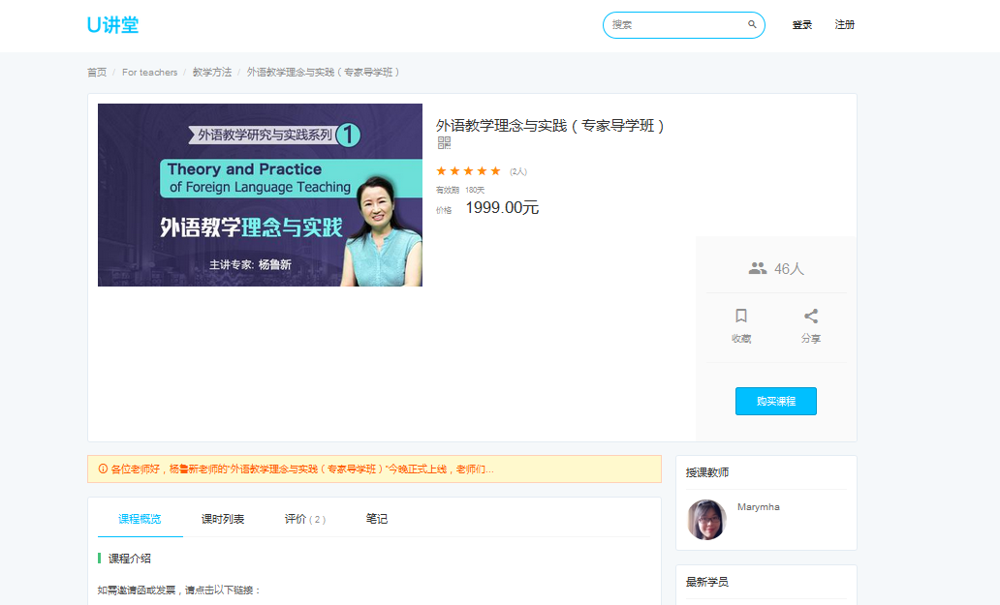 U讲堂
搜索
登录
注册
首页 / For teachers / 教学方法 / 外语教学理念与实践（专家导学班）
外语教学研究与实践系列 1
Theory and Practice
of Foreign Language Teaching
外语教学理念与实践
主讲专家: 杨鲁新
外语教学理念与实践（专家导学班）
(2人)
有效期 180天
价格 1999.00元
46人
收藏
分享
购买课程
各位老师好，杨鲁新老师的“外语教学理念与实践（专家导学班）”今晚正式上线，老师们...
课程概览
课时列表
评价 ( 2 )
笔记
课程介绍
如需邀请函或发票，请点击以下链接：
授课教师
Marymha
最新学员